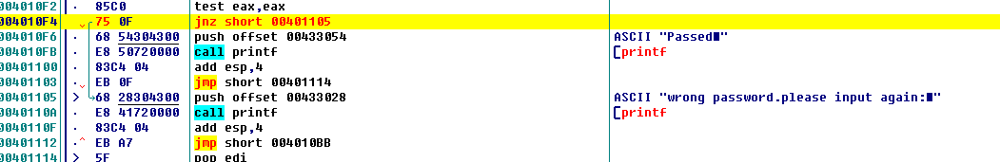 004010F2 · 85C0 test eax,eax
004010F4 · 75 0F jnz short 00401105
004010F6 · 68 54304300 push offset 00433054 ASCII "Passed■"
004010FB · E8 50720000 call printf [printf
00401100 · 83C4 04 add esp,4
00401103 · EB 0F jmp short 00401114
00401105 > 68 28304300 push offset 00433028 ASCII "wrong password.please input again:■"
0040110A · E8 41720000 call printf [printf
0040110F · 83C4 04 add esp,4
00401112 ·^ EB A7 jmp short 004010BB
00401114 > 5F pop edi